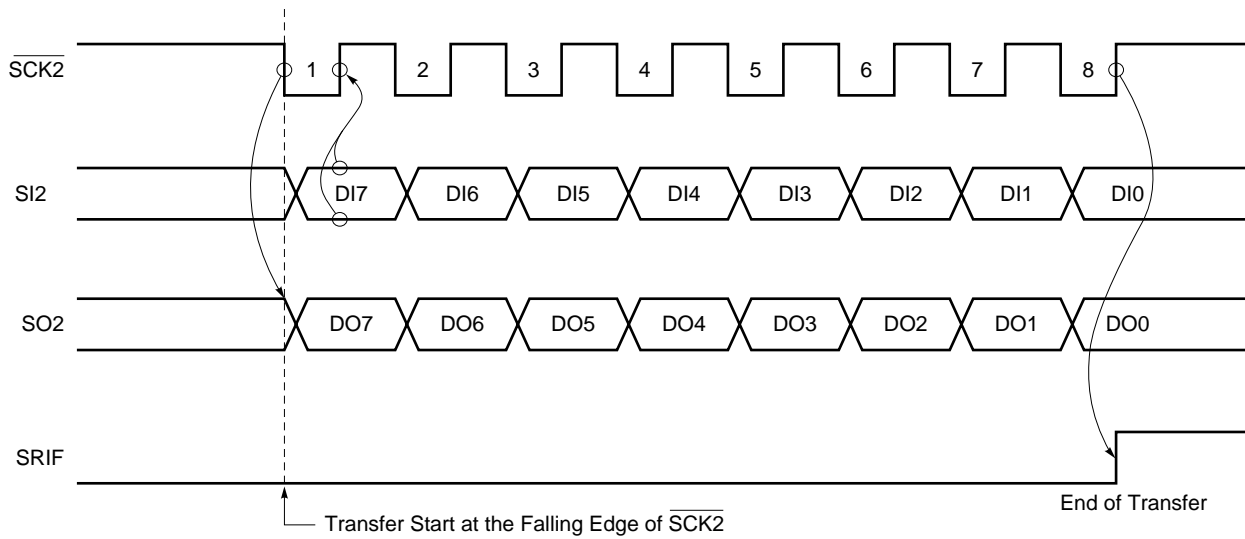 SCK2 1 2 3 4 5 6 7 8
SI2 DI7 DI6 DI5 DI4 DI3 DI2 DI1 DI0
SO2 DO7 DO6 DO5 DO4 DO3 DO2 DO1 DO0
SRIF
End of Transfer
Transfer Start at the Falling Edge of SCK2